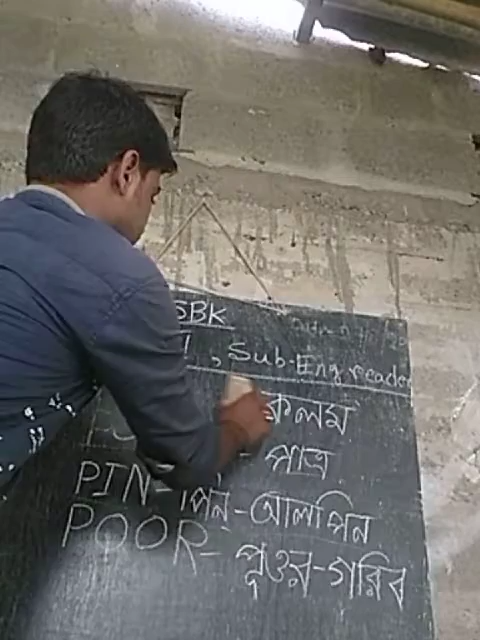 SBK
, Sub-Eng reader
কলম
- পাত্র
PIN-পিন-আলপিন
POOR-পুওর-গরিব